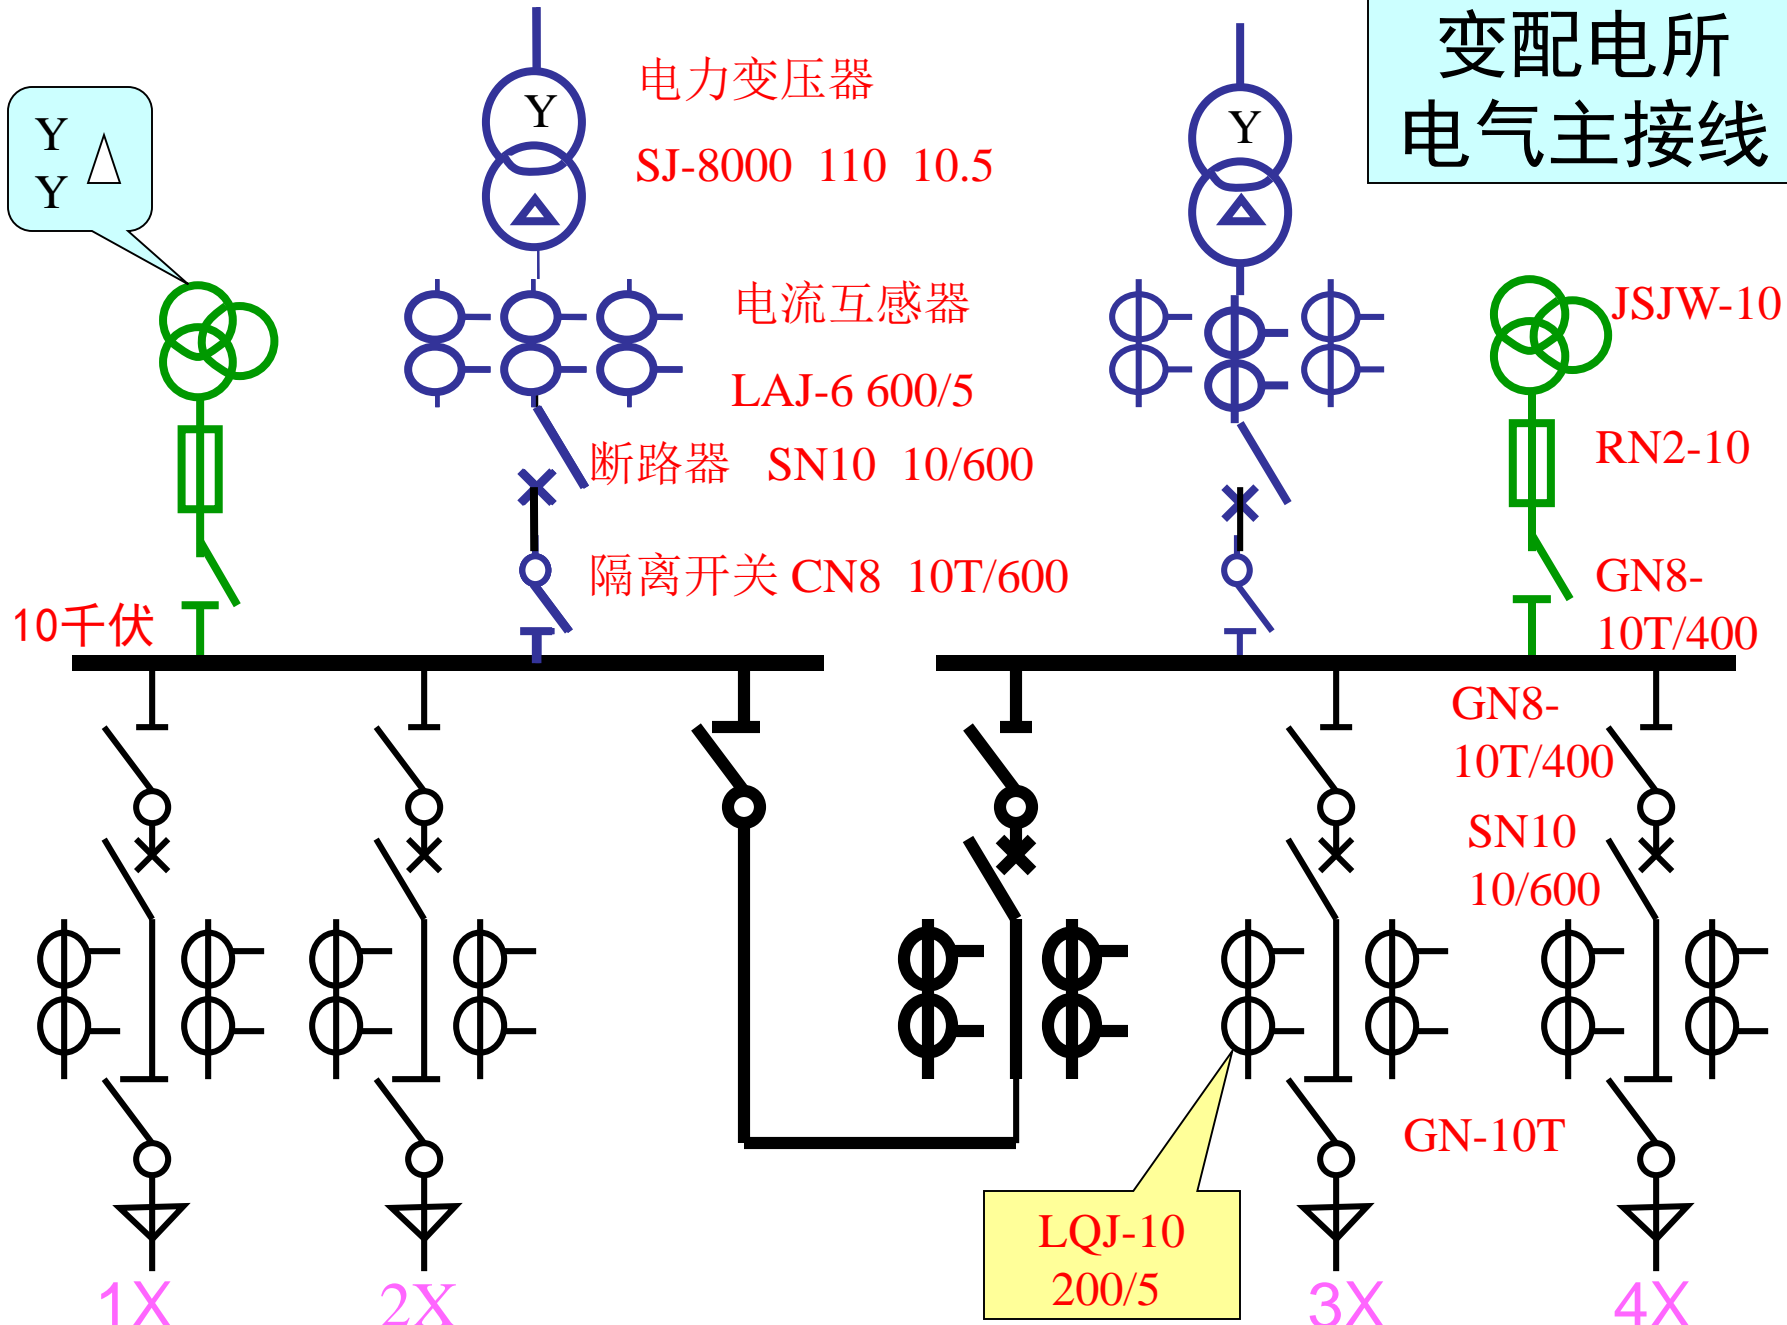 变配电所
电气主接线
Y
Y
Y
电力变压器
SJ-8000 110 10.5
Y
电流互感器
LAJ-6 600/5
JSJW-10
断路器 SN10 10/600
RN2-10
隔离开关 CN8 10T/600
GN8-
10T/400
10千伏
GN8-
10T/400
SN10
10/600
GN-10T
LQJ-10
200/5
1X
2X
3X
4X